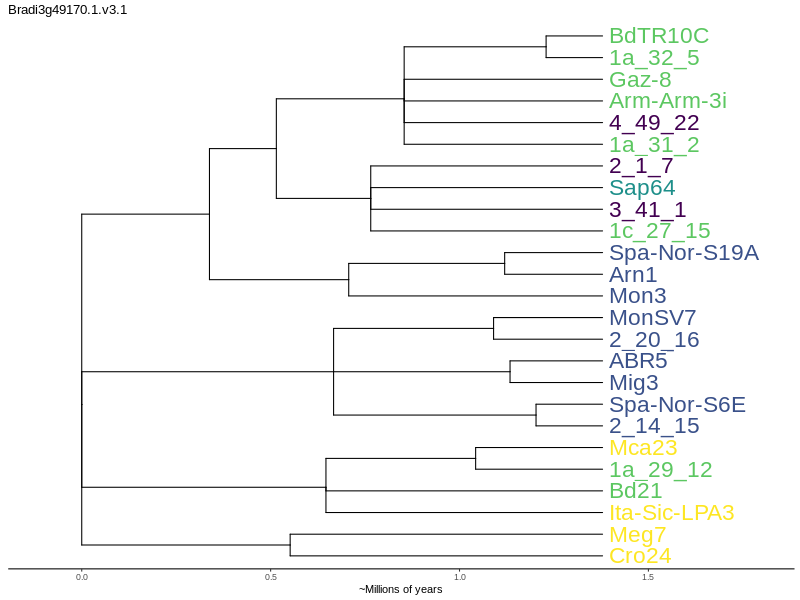 Bradi3g49170.1.v3.1
BdTR10C
1a_32_5
Gaz-8
Arm-Arm-3i
4_49_22
1a_31_2
2_1_7
Sap64
3_41_1
1c_27_15
Spa-Nor-S19A
Arn1
Mon3
MonSV7
2_20_16
ABR5
Mig3
Spa-Nor-S6E
2_14_15
Mca23
1a_29_12
Bd21
Ita-Sic-LPA3
Meg7
Cro24
0.0 0.5 1.0 1.5
~Millions of years